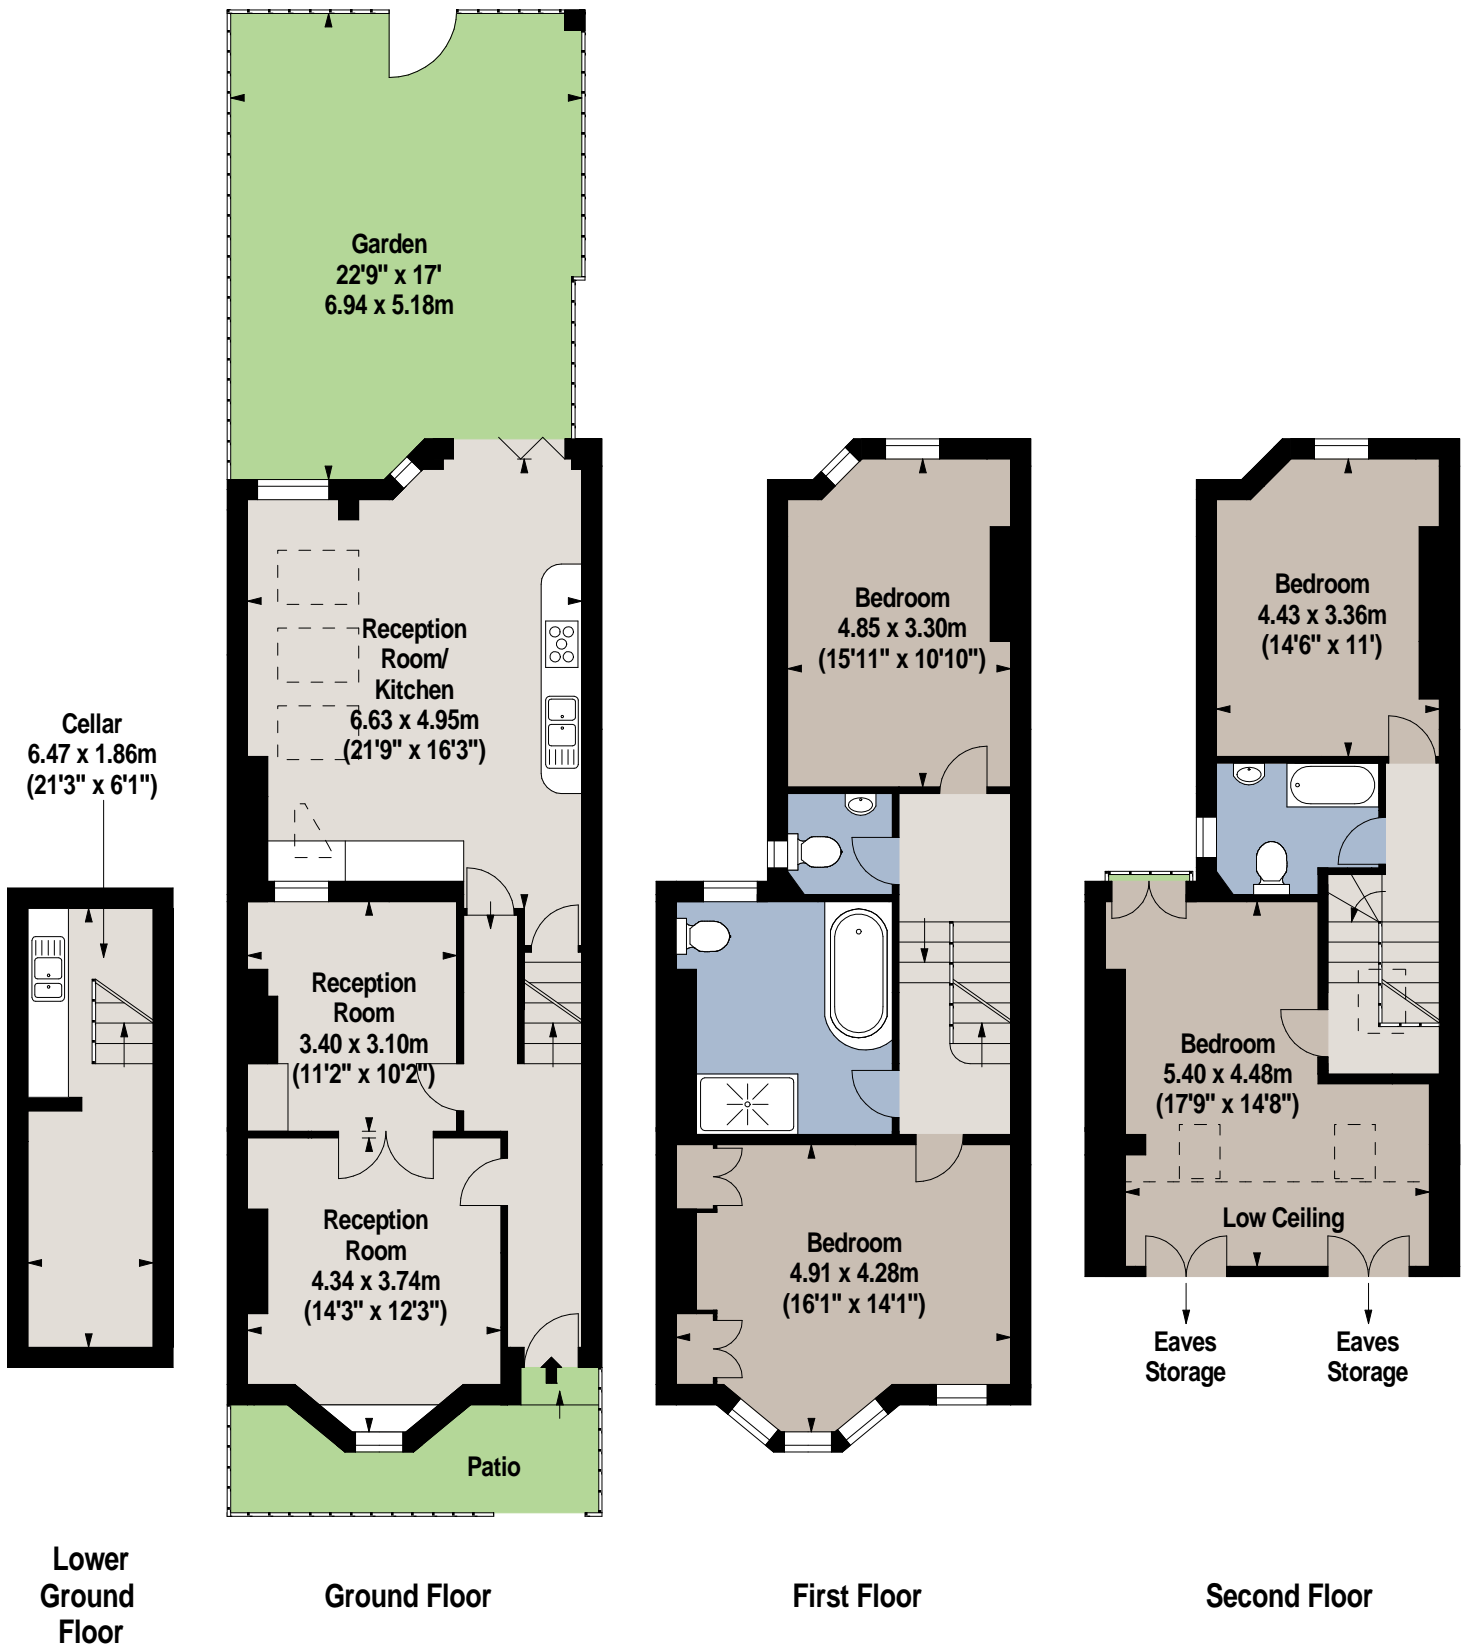 Garden
22'9" x 17'
6.94 x 5.18m
Reception
Room/
Kitchen
6.63 x 4.95m
(21'9" x 16'3")
Bedroom
4.85 x 3.30m
(15'11" x 10'10")
Bedroom
4.43 x 3.36m
(14'6" x 11')
Cellar
6.47 x 1.86m
(21'3" x 6'1")
Reception
Room
3.40 x 3.10m
(11'2" x 10'2")
Bedroom
5.40 x 4.48m
(17'9" x 14'8")
Reception
Room
4.34 x 3.74m
(14'3" x 12'3")
Bedroom
4.91 x 4.28m
(16'1" x 14'1")
Low Ceiling
Eaves
Storage
Eaves
Storage
Patio
Lower
Ground
Floor
Ground Floor
First Floor
Second Floor